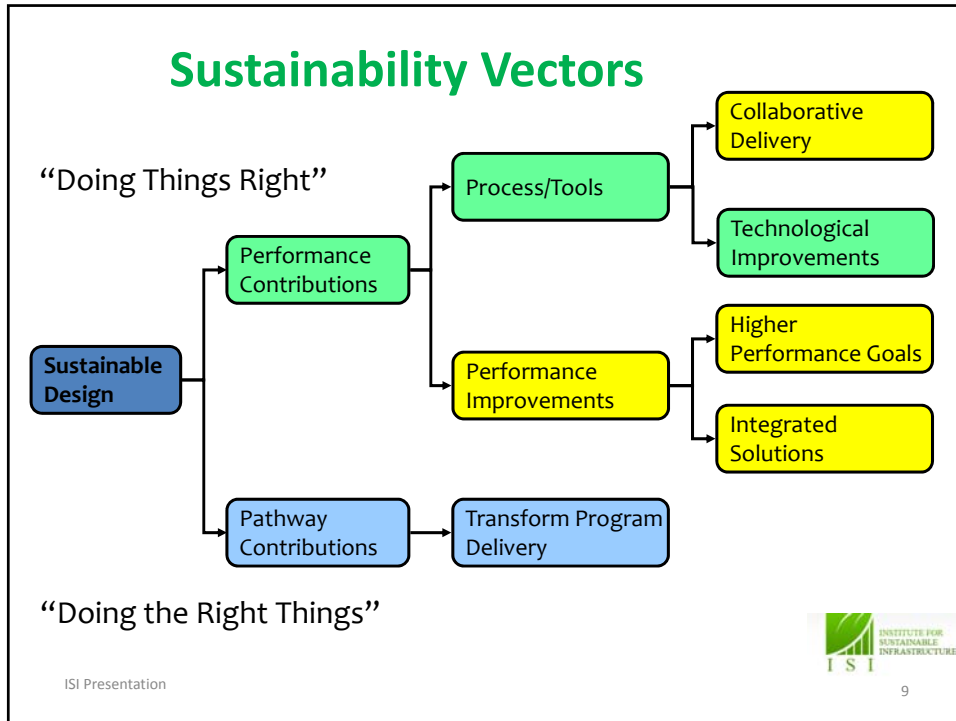 Sustainability Vectors
“Doing Things Right”
Sustainable
Design
Performance
Contributions
Process/Tools
Collaborative
Delivery
Technological
Improvements
Performance
Improvements
Higher
Performance Goals
Integrated
Solutions
Pathway
Contributions
Transform Program
Delivery
“Doing the Right Things”
INSTITUTE FOR
SUSTAINABLE
INFRASTRUCTURE
I S I
ISI Presentation
9